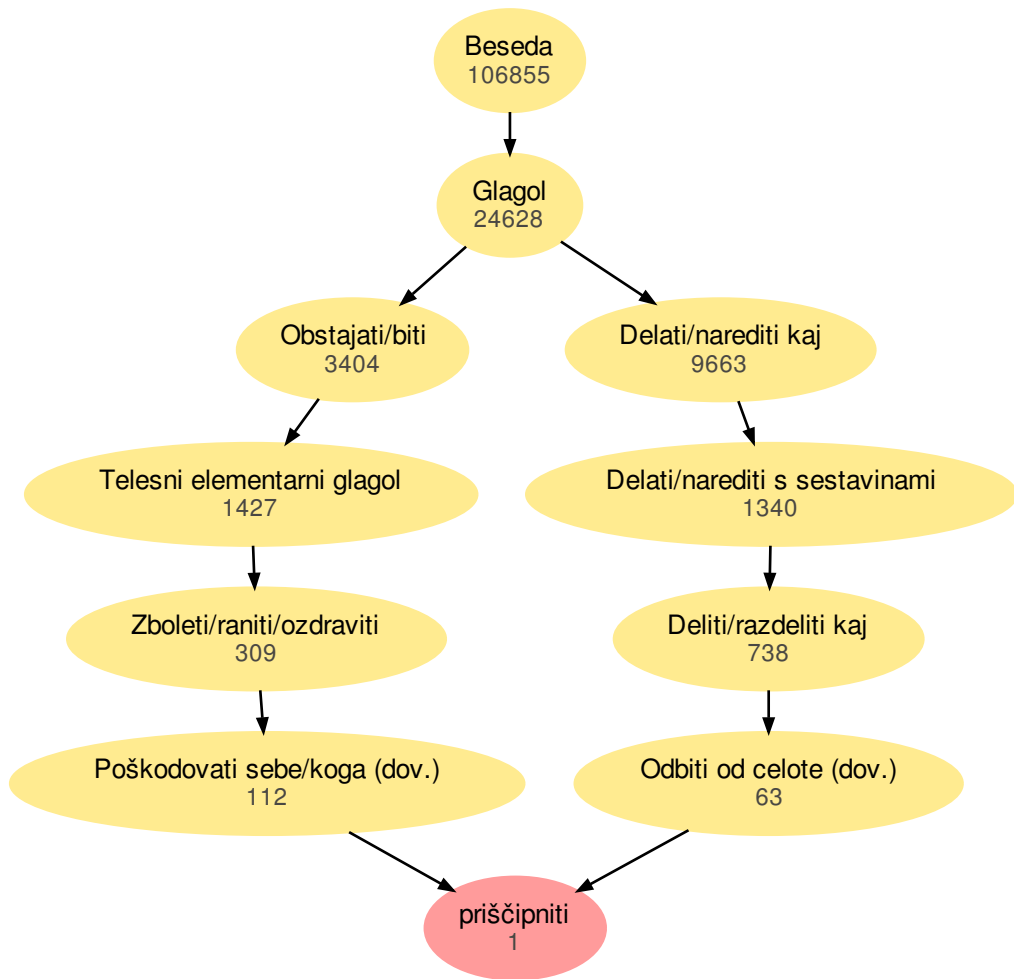 Beseda
106855
Glagol
24628
Obstajati/biti
3404
Delati/narediti kaj
9663
Telesni elementarni glagol
1427
Delati/narediti s sestavinami
1340
Zboleti/raniti/ozdraviti
309
Deliti/razdeliti kaj
738
Poškodovati sebe/koga (dov.)
112
Odbiti od celote (dov.)
63
priščipniti
1